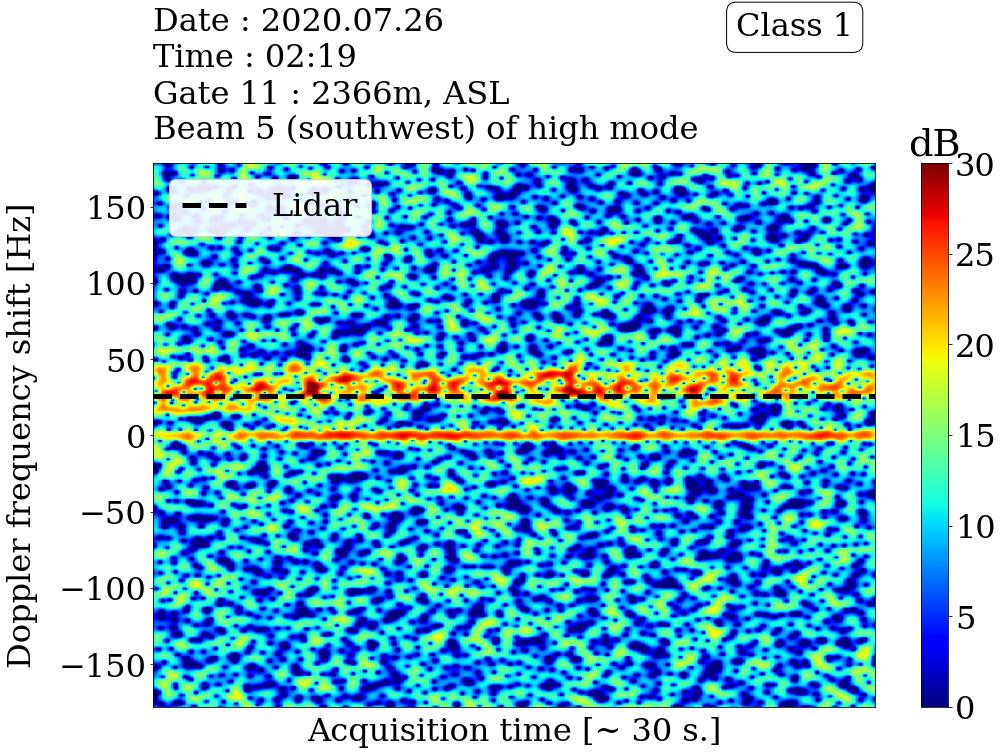 Date : 2020.07.26
Time : 02:19
Gate 11 : 2366m, ASL
Beam 5 (southwest) of high mode
Class 1
dB
Lidar
Doppler frequency shift [Hz]
150
100
50
0
−50
−100
−150
Acquisition time [~ 30 s.]
30
25
20
15
10
5
0